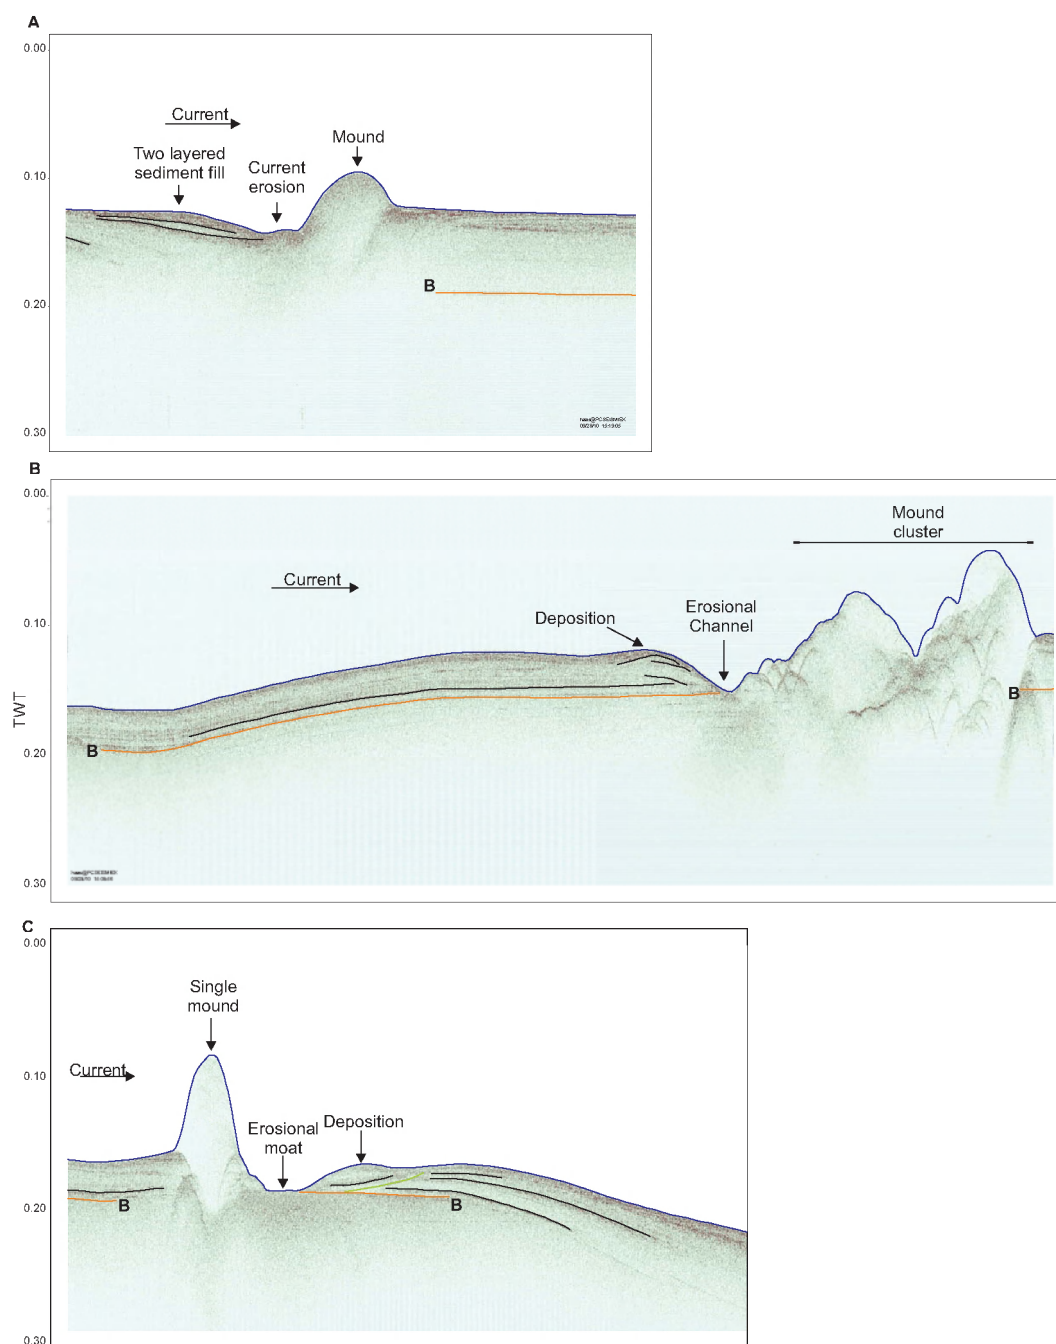 A
0.00
Current
Mound
Two layered
sediment fill
Current
erosion
0.10
0.20
B
0.30
B
0.00
Mound
cluster
Current
Deposition
Erosional
Channel
0.10
TWT
B
B
0.20
0.30
C
0.00
Single
mound
Current
0.10
Erosional
moat
Deposition
B
B
0.20
0.30